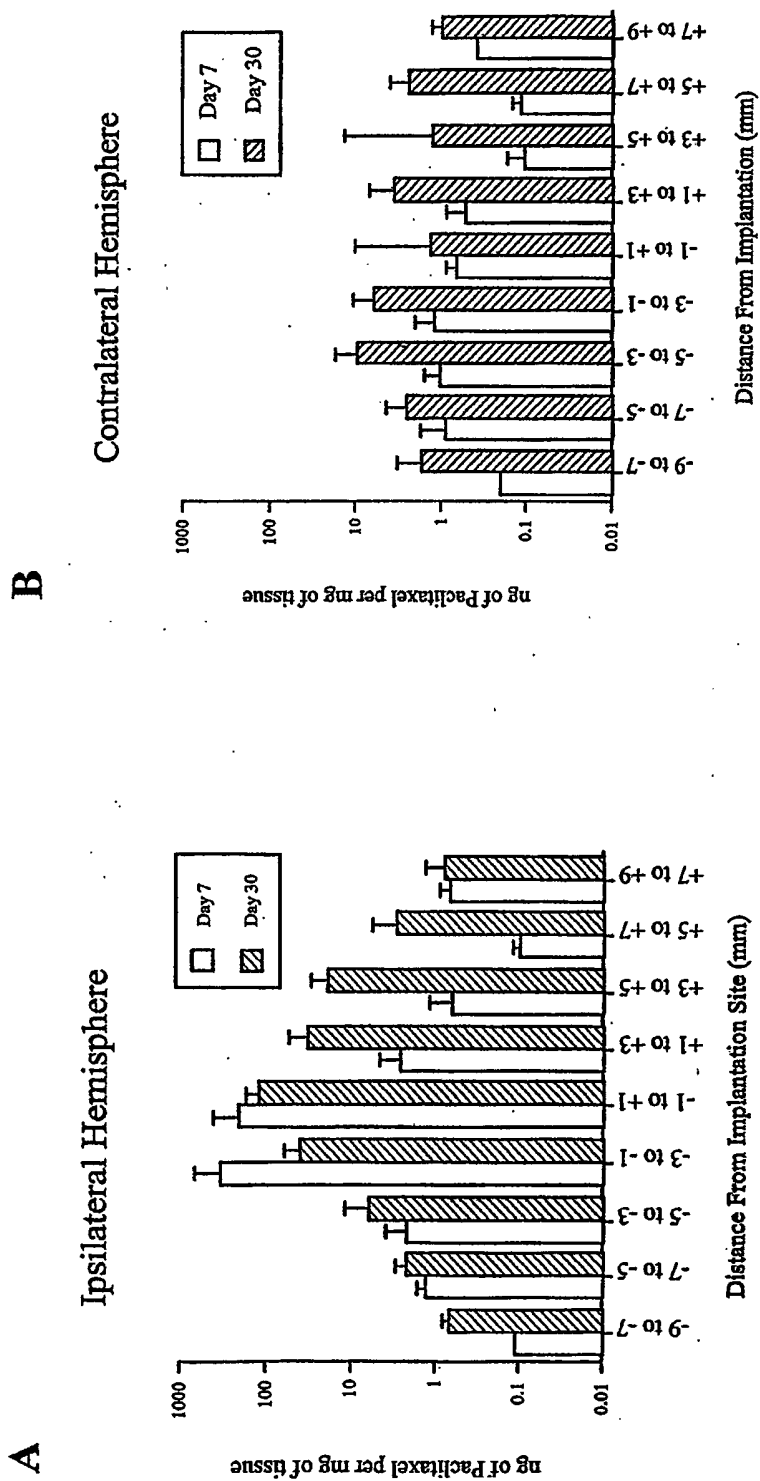 A
Ipsilateral Hemisphere
Day 7
Day 30
ng of Paclitaxel per mg of tissue
1000
100
10
1
0.1
0.01
-9 to -7
-7 to -5
-5 to -3
-3 to -1
-1 to +1
+1 to +3
+3 to +5
+5 to +7
+7 to +9
Distance From Implantation Site (mm)
B
Contralateral Hemisphere
Day 7
Day 30
ng of Paclitaxel per mg of tissue
1000
100
10
1
0.1
0.01
-9 to -7
-7 to -5
-5 to -3
-3 to -1
-1 to +1
+1 to +3
+3 to +5
+5 to +7
+7 to +9
Distance From Implantation (mm)